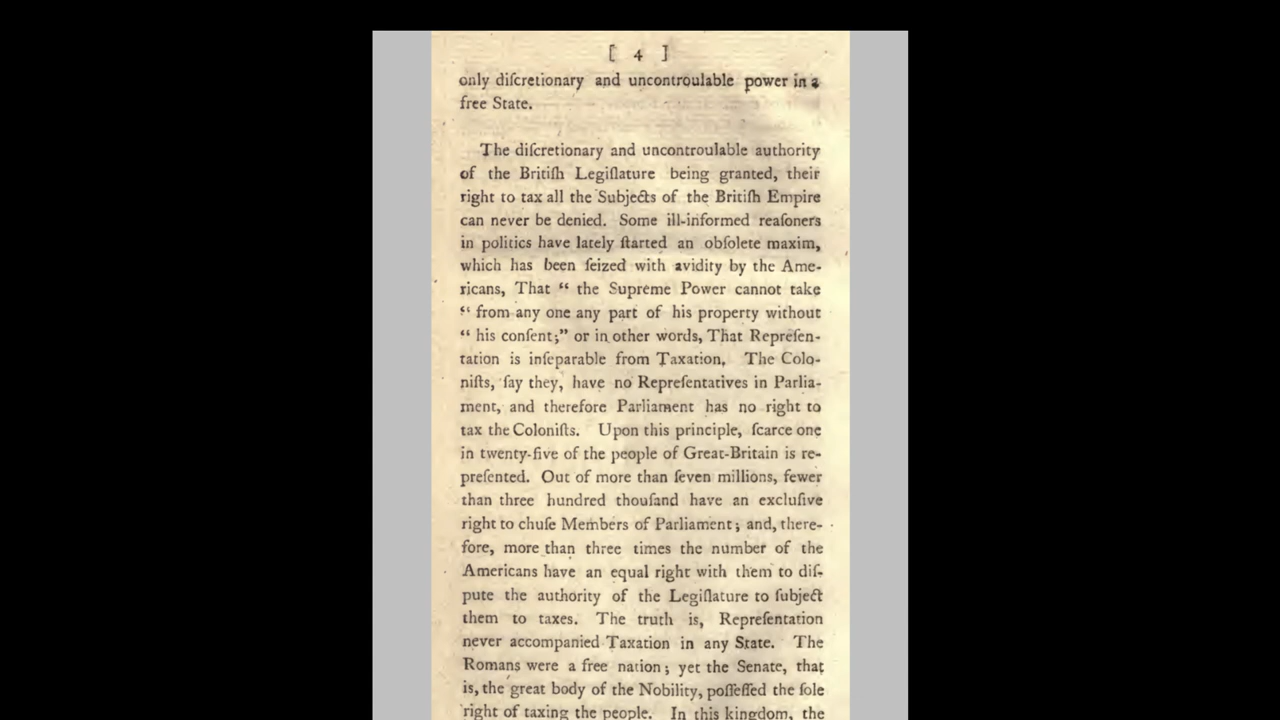 [ 4 ]
only diſcretionary and uncontroulable power in a
free State.
The diſcretionary and uncontroulable authority
of the Britiſh Legiſlature being granted, their
right to tax all the Subjects of the Britiſh Empire
can never be denied. Some ill-informed reaſoners
in politics have lately ſtarted an obſolete maxim,
which has been ſeized with avidity by the Ame-
ricans, That “ the Supreme Power cannot take
“ from any one any part of his property without
“ his conſent;” or in other words, That Repreſen-
tation is inſeparable from Taxation. The Colo-
niſts, ſay they, have no Repreſentatives in Parlia-
ment, and therefore Parliament has no right to
tax the Coloniſts. Upon this principle, ſcarce one
in twenty-five of the people of Great-Britain is re-
preſented. Out of more than ſeven millions, fewer
than three hundred thouſand have an excluſive
right to chuſe Members of Parliament; and, there-
fore, more than three times the number of the
Americans have an equal right with them to diſ-
pute the authority of the Legiſlature to ſubject
them to taxes. The truth is, Repreſentation
never accompanied Taxation in any State. The
Romans were a free nation; yet the Senate, that
is, the great body of the Nobility, poſſeſſed the ſole
right of taxing the people. In this kingdom, the